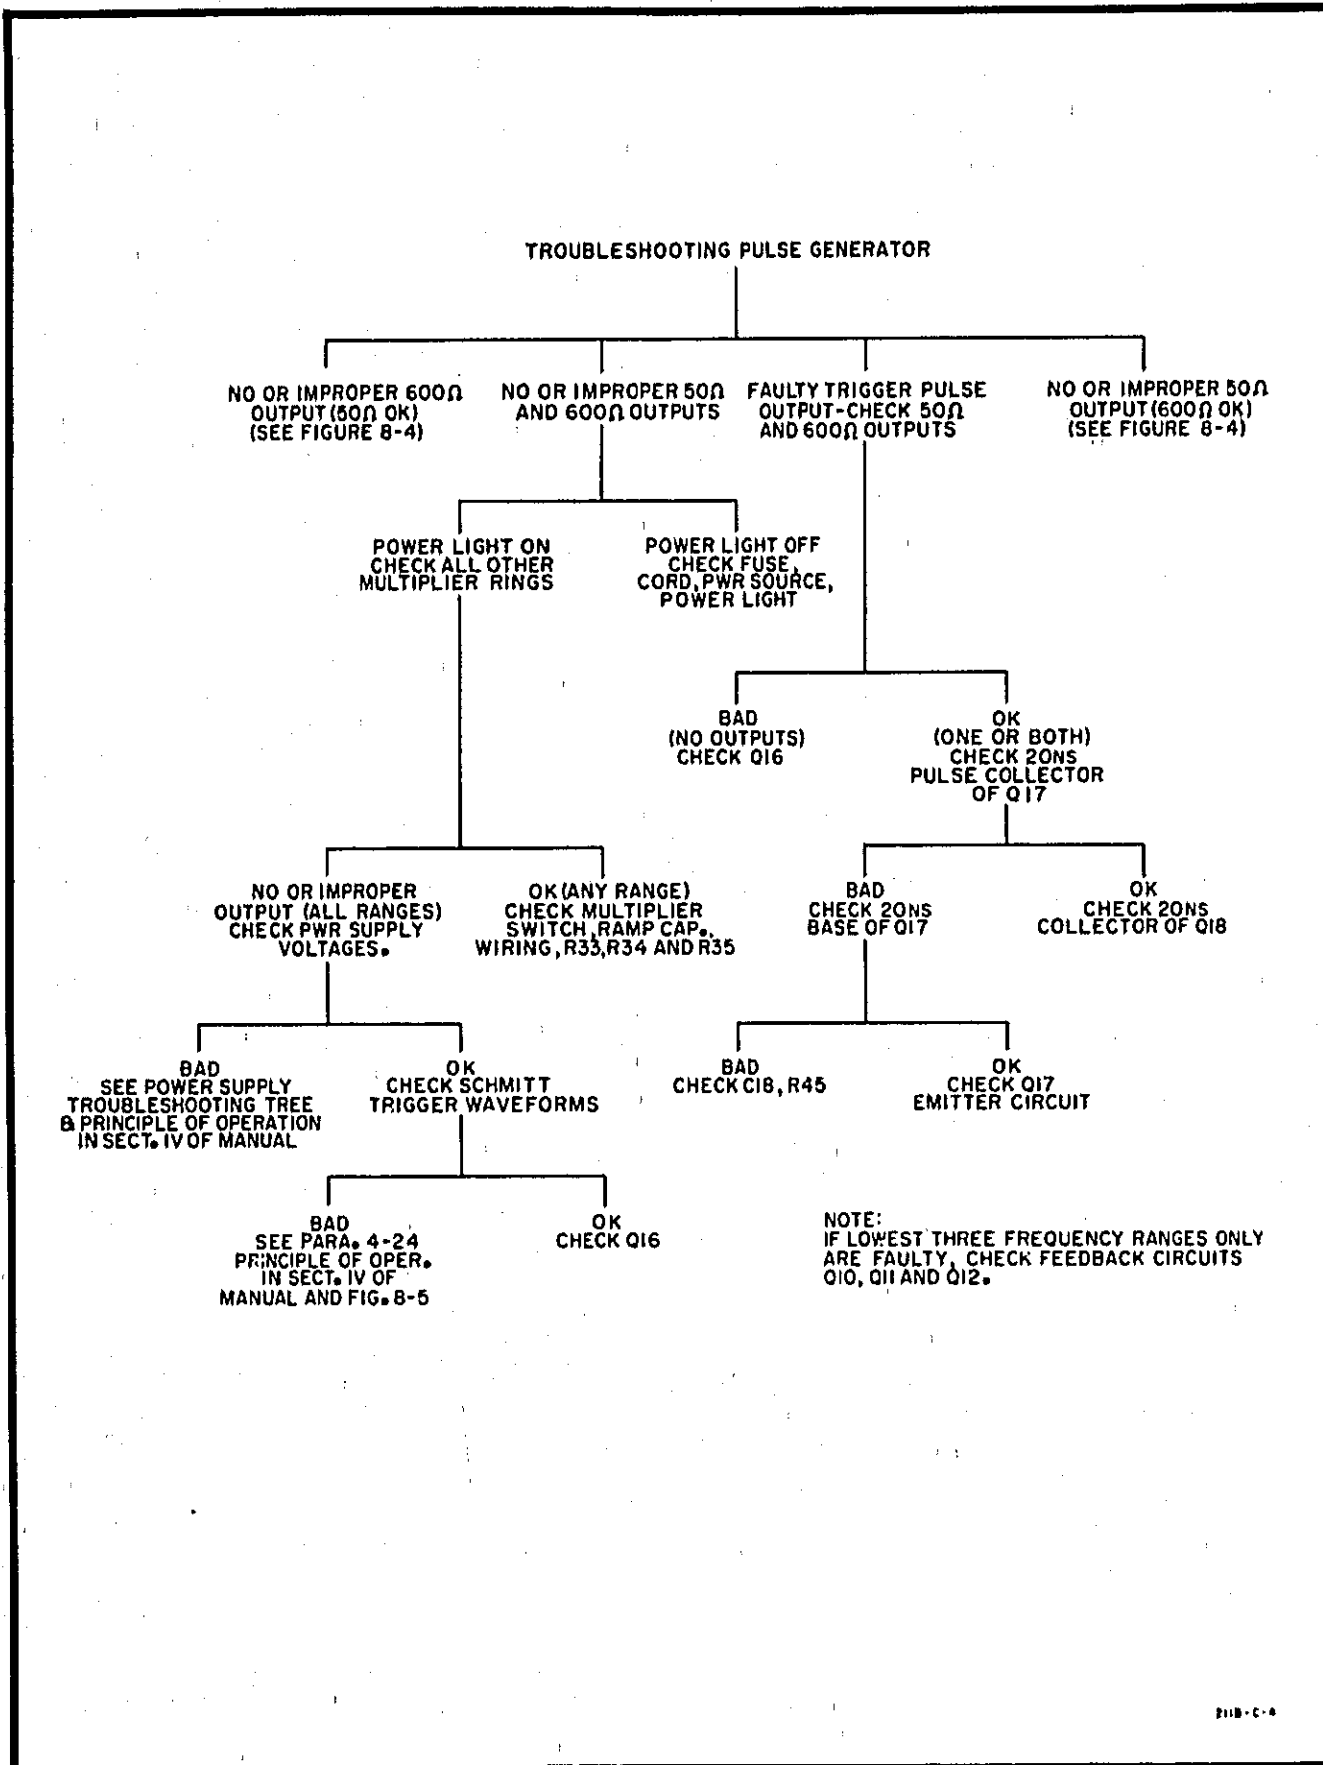 TROUBLESHOOTING PULSE GENERATOR
NO OR IMPROPER 600Ω
OUTPUT (50Ω OK)
(SEE FIGURE 8-4)
NO OR IMPROPER 50Ω
AND 600Ω OUTPUTS
FAULTY TRIGGER PULSE
OUTPUT-CHECK 50Ω
AND 600Ω OUTPUTS
NO OR IMPROPER 50Ω
OUTPUT (600Ω OK)
(SEE FIGURE 8-4)
POWER LIGHT ON
CHECK ALL OTHER
MULTIPLIER RINGS
POWER LIGHT OFF
CHECK FUSE,
CORD, PWR SOURCE,
POWER LIGHT
BAD
(NO OUTPUTS)
CHECK Q16
OK
(ONE OR BOTH)
CHECK 20NS
PULSE COLLECTOR
OF Q17
NO OR IMPROPER
OUTPUT (ALL RANGES)
CHECK PWR SUPPLY
VOLTAGES.
OK (ANY RANGE)
CHECK MULTIPLIER
SWITCH, RAMP CAP.,
WIRING, R33, R34 AND R35
BAD
CHECK 20NS
BASE OF Q17
OK
CHECK 20NS
COLLECTOR OF Q18
BAD
SEE POWER SUPPLY
TROUBLESHOOTING TREE
& PRINCIPLE OF OPERATION
IN SECT. IV OF MANUAL
OK
CHECK SCHMITT
TRIGGER WAVEFORMS
BAD
CHECK C18, R45
OK
CHECK Q17
EMITTER CIRCUIT
BAD
SEE PARA. 4-24
PRINCIPLE OF OPER.
IN SECT. IV OF
MANUAL AND FIG. 8-5
OK
CHECK Q16
NOTE:
IF LOWEST THREE FREQUENCY RANGES ONLY
ARE FAULTY, CHECK FEEDBACK CIRCUITS
Q10, Q11 AND Q12.